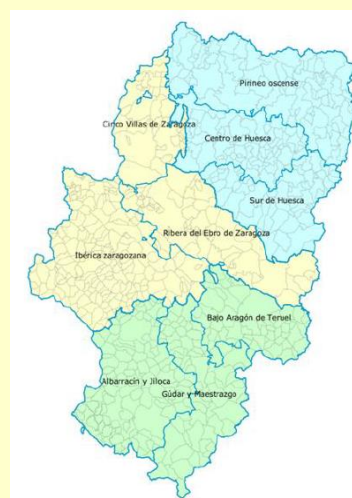 Pirineo oscense
Cinco Villas de Zaragoza
Centro de Huesca
Sur de Huesca
Ribera del Ebro de Zaragoza
Ibérica zaragozana
Bajo Aragón de Teruel
Albarracín y Jiloca
Gúdar y Maestrazgo